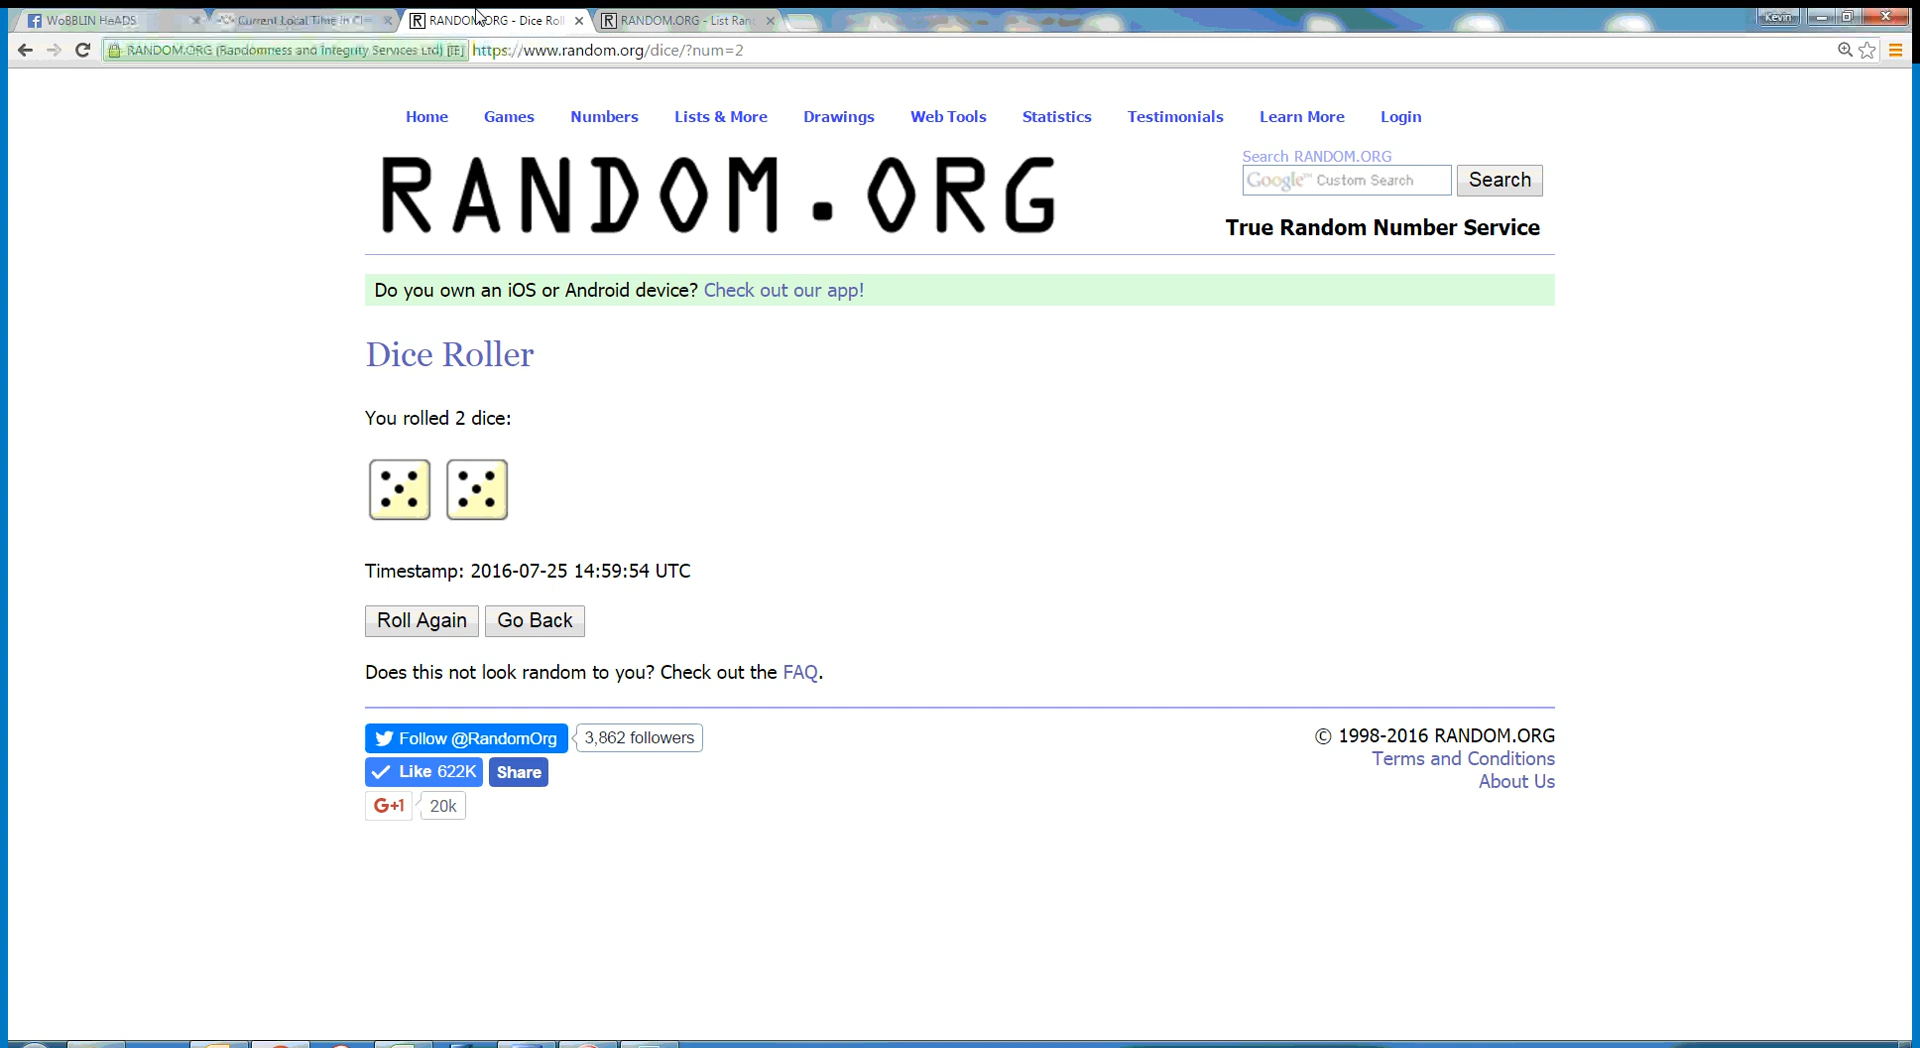 WoBBLIN HeADS
Current Local Time in Cl
RANDOM.ORG - Dice Roll
RANDOM.ORG - List Ran
Kevin
RANDOM.ORG (Randomness and Integrity Services Ltd) [IE] https://www.random.org/dice/?num=2
Home Games Numbers Lists & More Drawings Web Tools Statistics Testimonials Learn More Login
RANDOM.ORG
Search RANDOM.ORG
Google™ Custom Search Search
True Random Number Service
Do you own an iOS or Android device? Check out our app!
Dice Roller
You rolled 2 dice:
Timestamp: 2016-07-25 14:59:54 UTC
Roll Again Go Back
Does this not look random to you? Check out the FAQ.
Follow @RandomOrg 3,862 followers
Like 622K Share
G+1 20k
© 1998-2016 RANDOM.ORG
Terms and Conditions
About Us